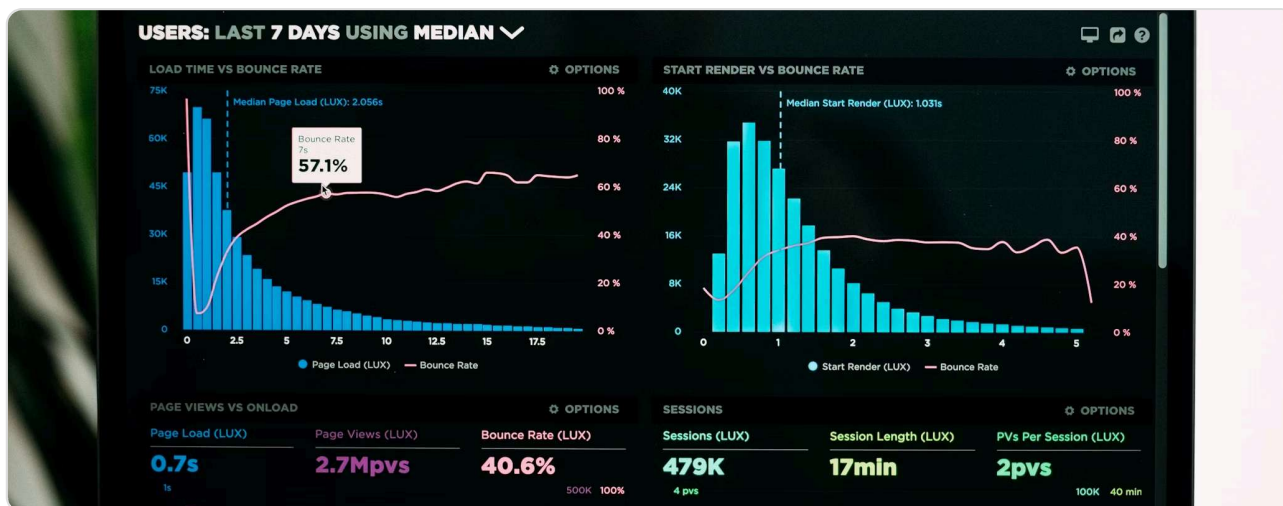 USERS: LAST 7 DAYS USING MEDIAN
LOAD TIME VS BOUNCE RATE
OPTIONS
75K
60K
45K
30K
15K
0
Median Page Load (LUX): 2.056s
Bounce Rate
7s
57.1%
100 %
80 %
60 %
40 %
20 %
0 %
0 2.5 5 7.5 10 12.5 15 17.5
Page Load (LUX) Bounce Rate
START RENDER VS BOUNCE RATE
OPTIONS
40K
32K
24K
16K
8K
0
Median Start Render (LUX): 1.031s
100 %
80 %
60 %
40 %
20 %
0 %
0 1 2 3 4 5
Start Render (LUX) Bounce Rate
PAGE VIEWS VS ONLOAD
OPTIONS
Page Load (LUX) Page Views (LUX) Bounce Rate (LUX)
0.7s 2.7Mpvs 40.6%
1s 500K 100%
SESSIONS
OPTIONS
Sessions (LUX) Session Length (LUX) PVs Per Session (LUX)
479K 17min 2pvs
4 pvs 100K 40 min